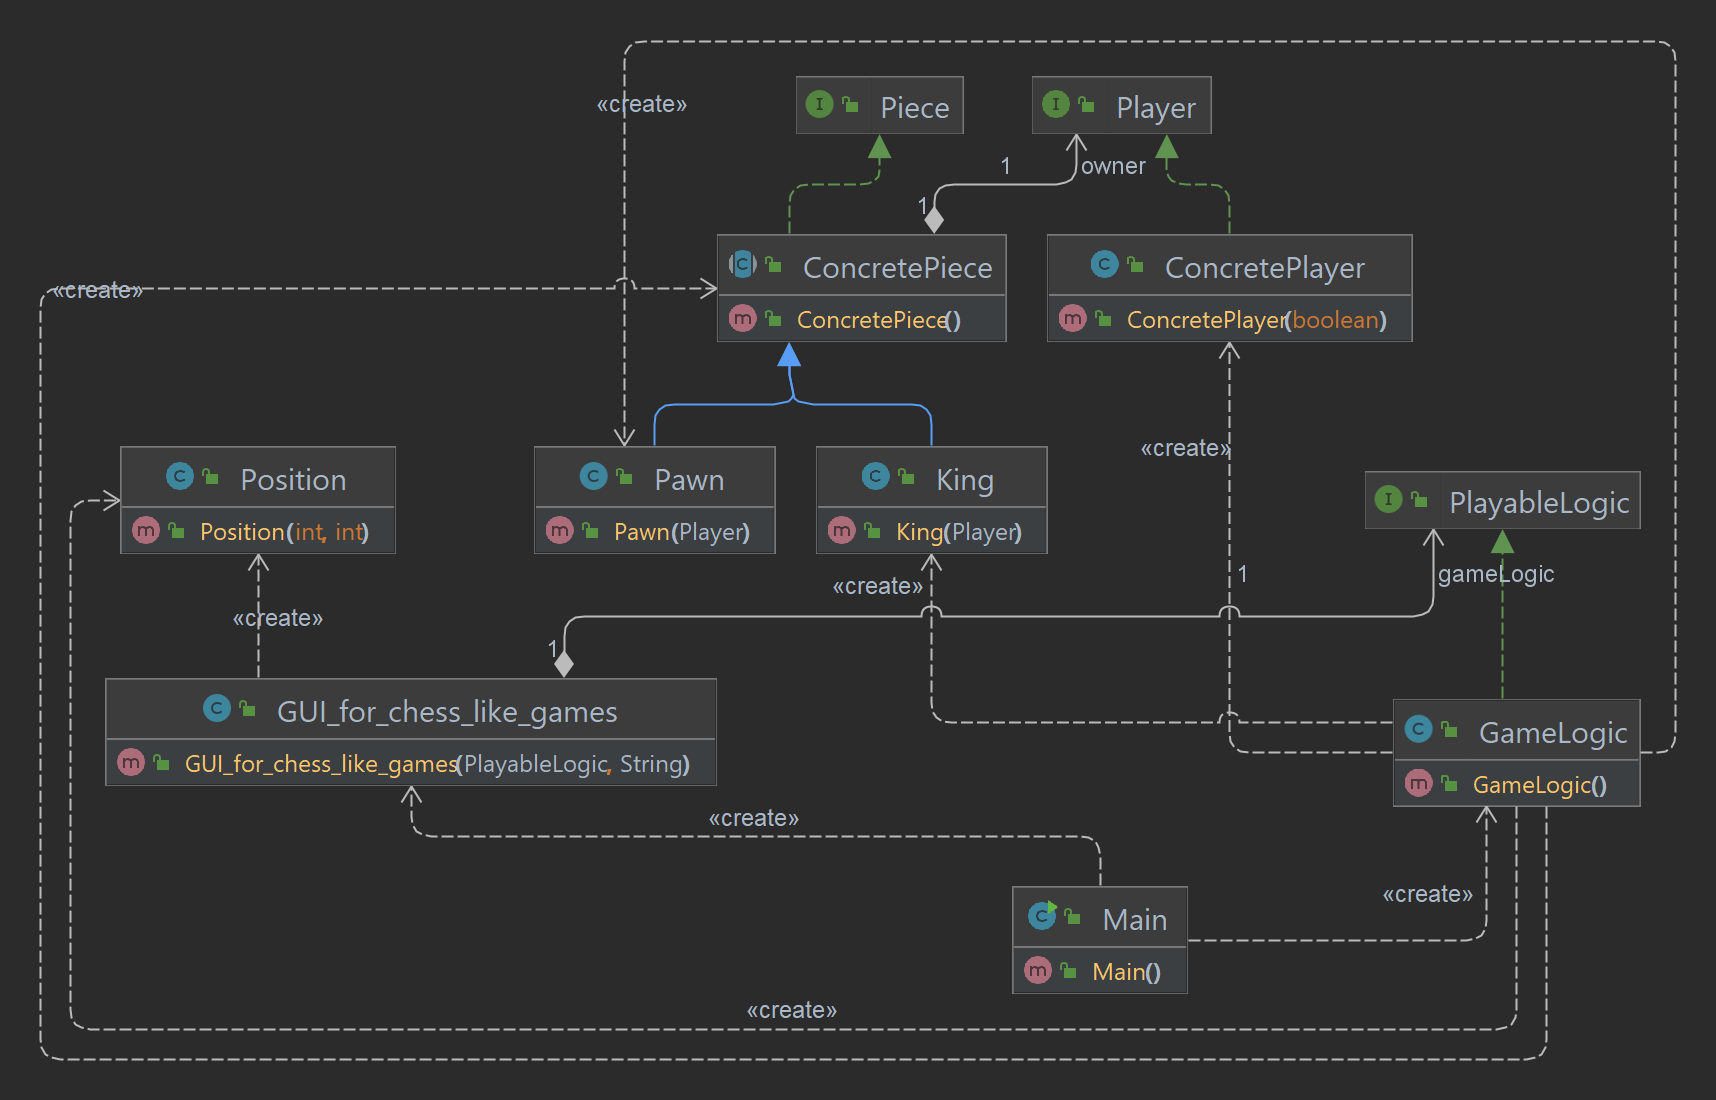 «create»
I Piece
I Player
1
owner
1
C ConcretePiece
m ConcretePiece()
C ConcretePlayer
m ConcretePlayer(boolean)
«create»
«create»
C Position
m Position(int, int)
C Pawn
m Pawn(Player)
C King
m King(Player)
I PlayableLogic
«create»
1
gameLogic
«create»
1
C GUI_for_chess_like_games
m GUI_for_chess_like_games(PlayableLogic, String)
C GameLogic
m GameLogic()
«create»
«create»
C Main
m Main()
«create»